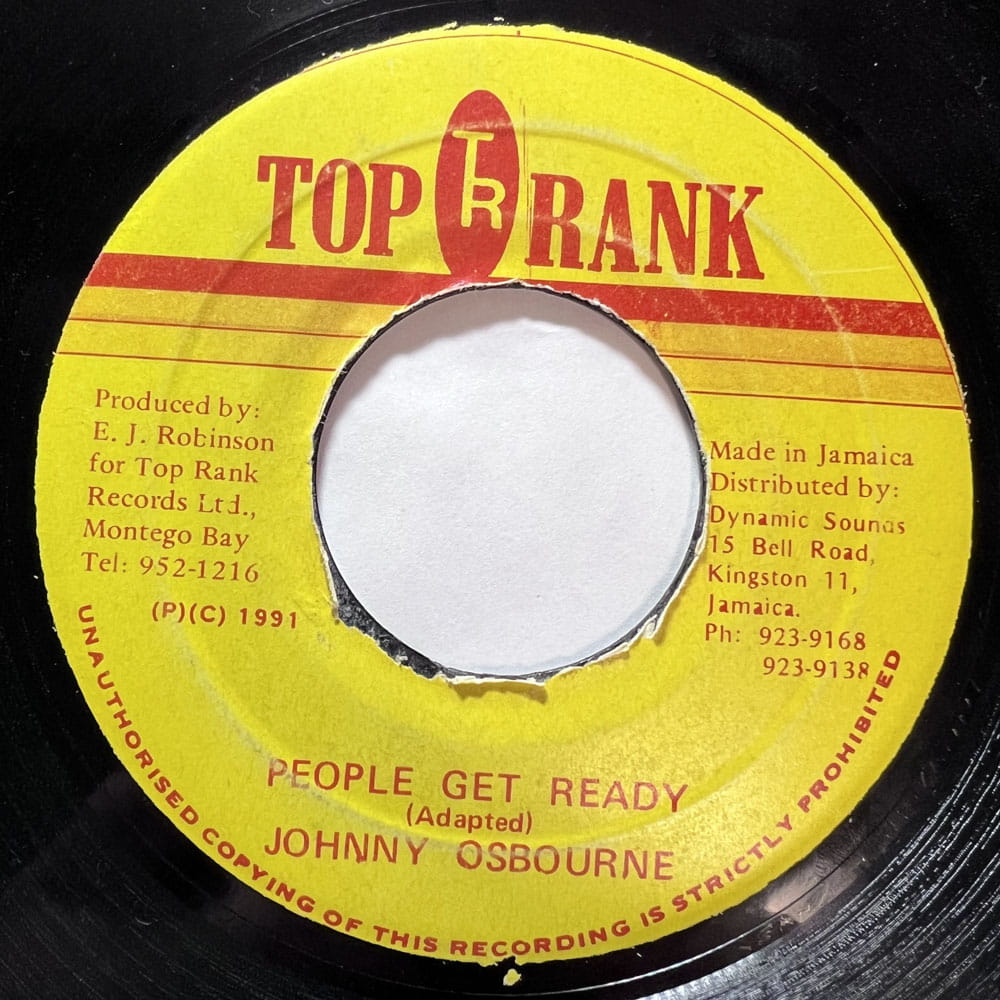 TOP TR RANK
Produced by:
E. J. Robinson
for Top Rank
Records Ltd.,
Montego Bay
Tel: 952-1216
(P)(C) 1991
Made in Jamaica
Distributed by:
Dynamic Sounds
15 Bell Road,
Kingston 11,
Jamaica.
Ph: 923-9168
923-9138
PEOPLE GET READY
(Adapted)
JOHNNY OSBOURNE
UNAUTHORISED COPYING OF THIS RECORDING IS STRICTLY PROHIBITED